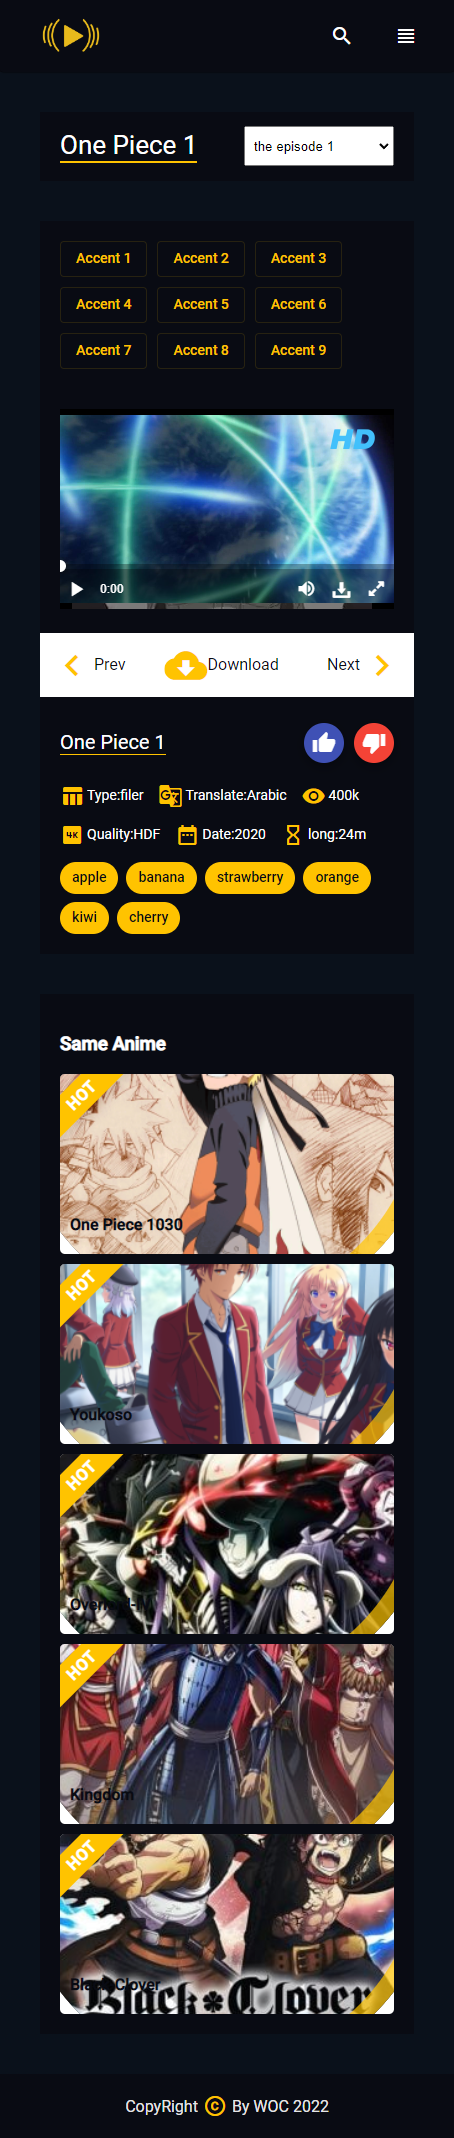 One Piece 1
the episode 1
Accent 1 Accent 2 Accent 3
Accent 4 Accent 5 Accent 6
Accent 7 Accent 8 Accent 9
HD
0:00
Prev Download Next
One Piece 1
Type:filer Translate:Arabic 400k
4K Quality:HDF Date:2020 long:24m
apple banana strawberry orange
kiwi cherry
Same Anime
HOT
One Piece 1030
HOT
Youkoso
HOT
HOT
Kingdom
HOT
Black Clover
Black Clover
CopyRight © By WOC 2022